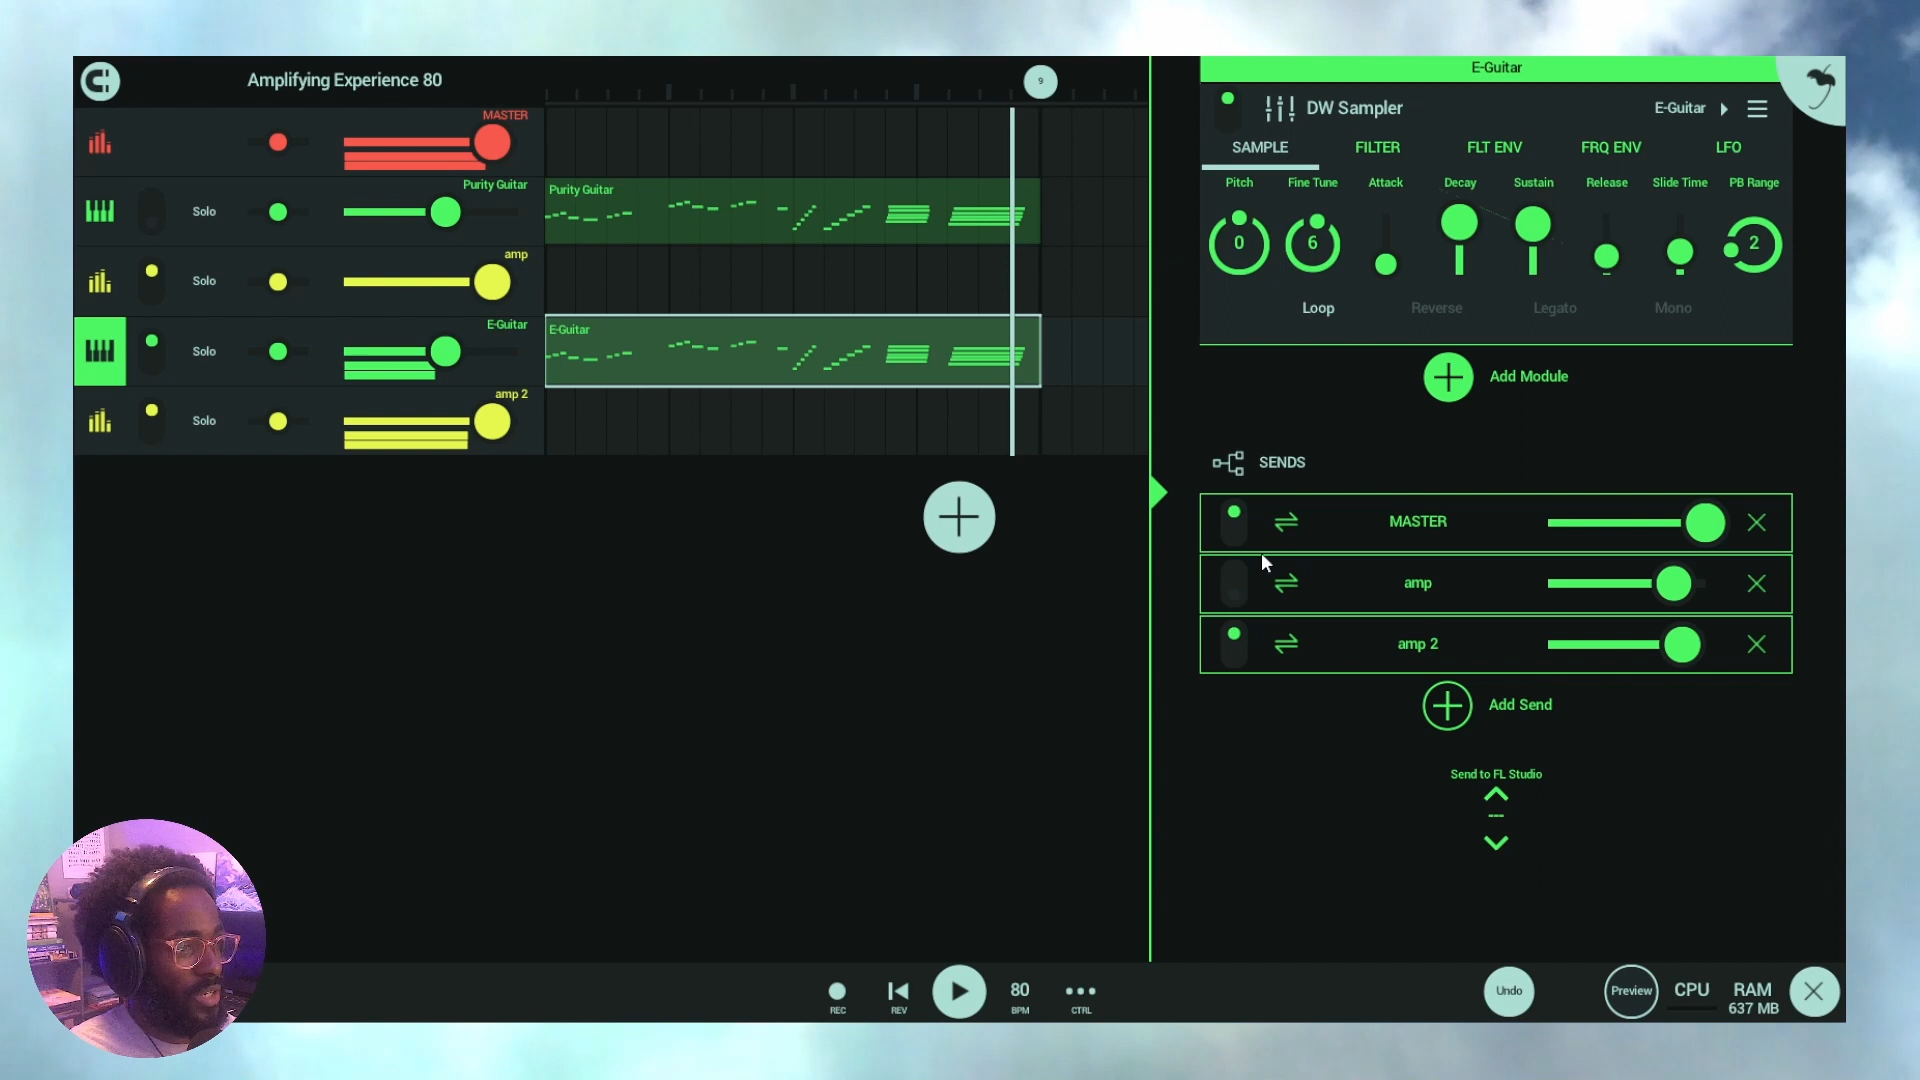 Amplifying Experience 80
9
MASTER
Purity Guitar
Solo
Purity Guitar
amp
Solo
E-Guitar
Solo
E-Guitar
amp 2
Solo
E-Guitar
DW Sampler
E-Guitar
SAMPLE FILTER FLT ENV FRQ ENV LFO
Pitch Fine Tune Attack Decay Sustain Release Slide Time PB Range
0 6 2
Loop Reverse Legato Mono
Add Module
SENDS
MASTER
amp
amp 2
Add Send
Send to FL Studio
---
REC
REV
80
BPM
CTRL
Undo
Preview
CPU
RAM
637 MB